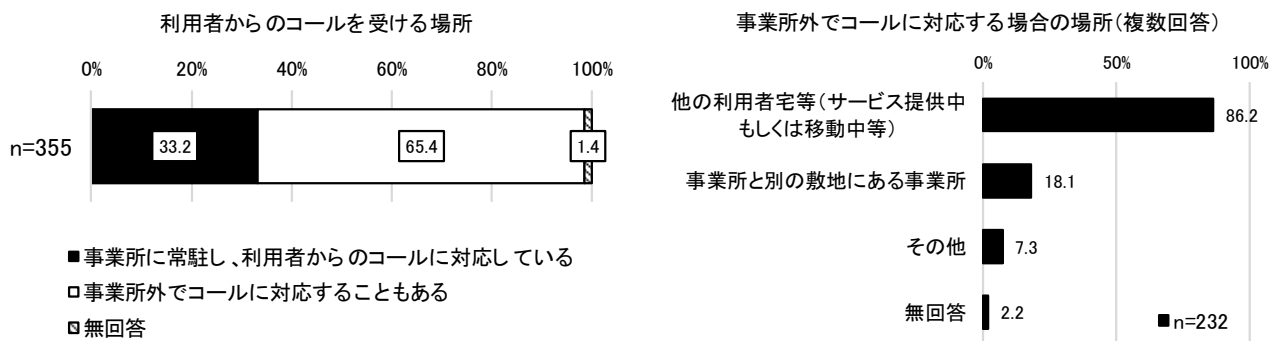 利用者からのコールを受ける場所
0% 20% 40% 60% 80% 100%
n=355
33.2 65.4 1.4
■事業所に常駐し、利用者からのコールに対応している
□事業所外でコールに対応することもある
無回答
事業所外でコールに対応する場合の場所(複数回答)
0% 50% 100%
他の利用者宅等(サービス提供中
もしくは移動中等)
86.2
事業所と別の敷地にある事業所
18.1
その他
7.3
無回答
2.2
■n=232